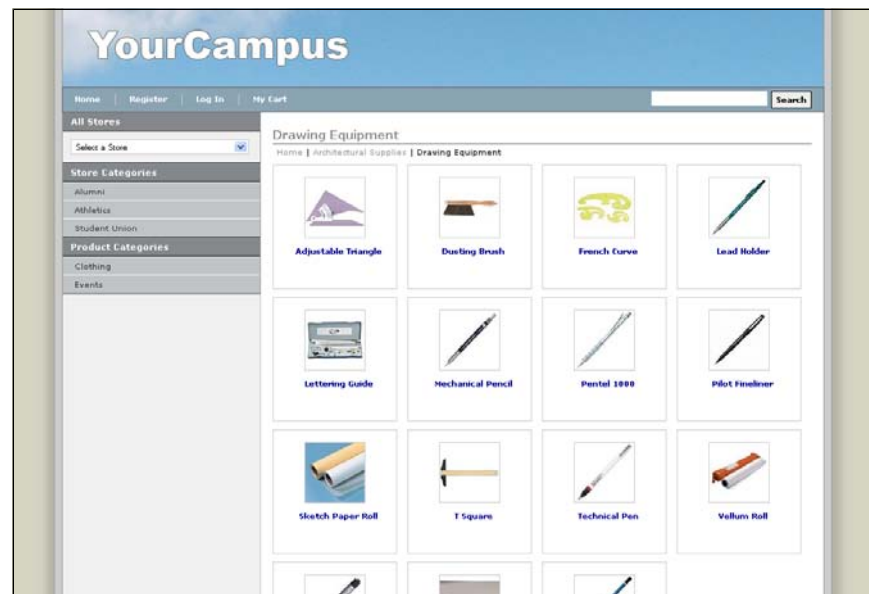 YourCampus
Home | Register | Log In | My Cart
Search
All Stores
Select a Store
Store Categories
Alumni
Athletics
Student Union
Product Categories
Clothing
Events
Drawing Equipment
Home | Architectural Supplies | Drawing Equipment
Adjustable Triangle
Dusting Brush
French Curve
Lead Holder
Lettering Guide
Mechanical Pencil
Pentel 1000
Pilot Fineliner
Sketch Paper Roll
T Square
Technical Pen
Vellum Roll